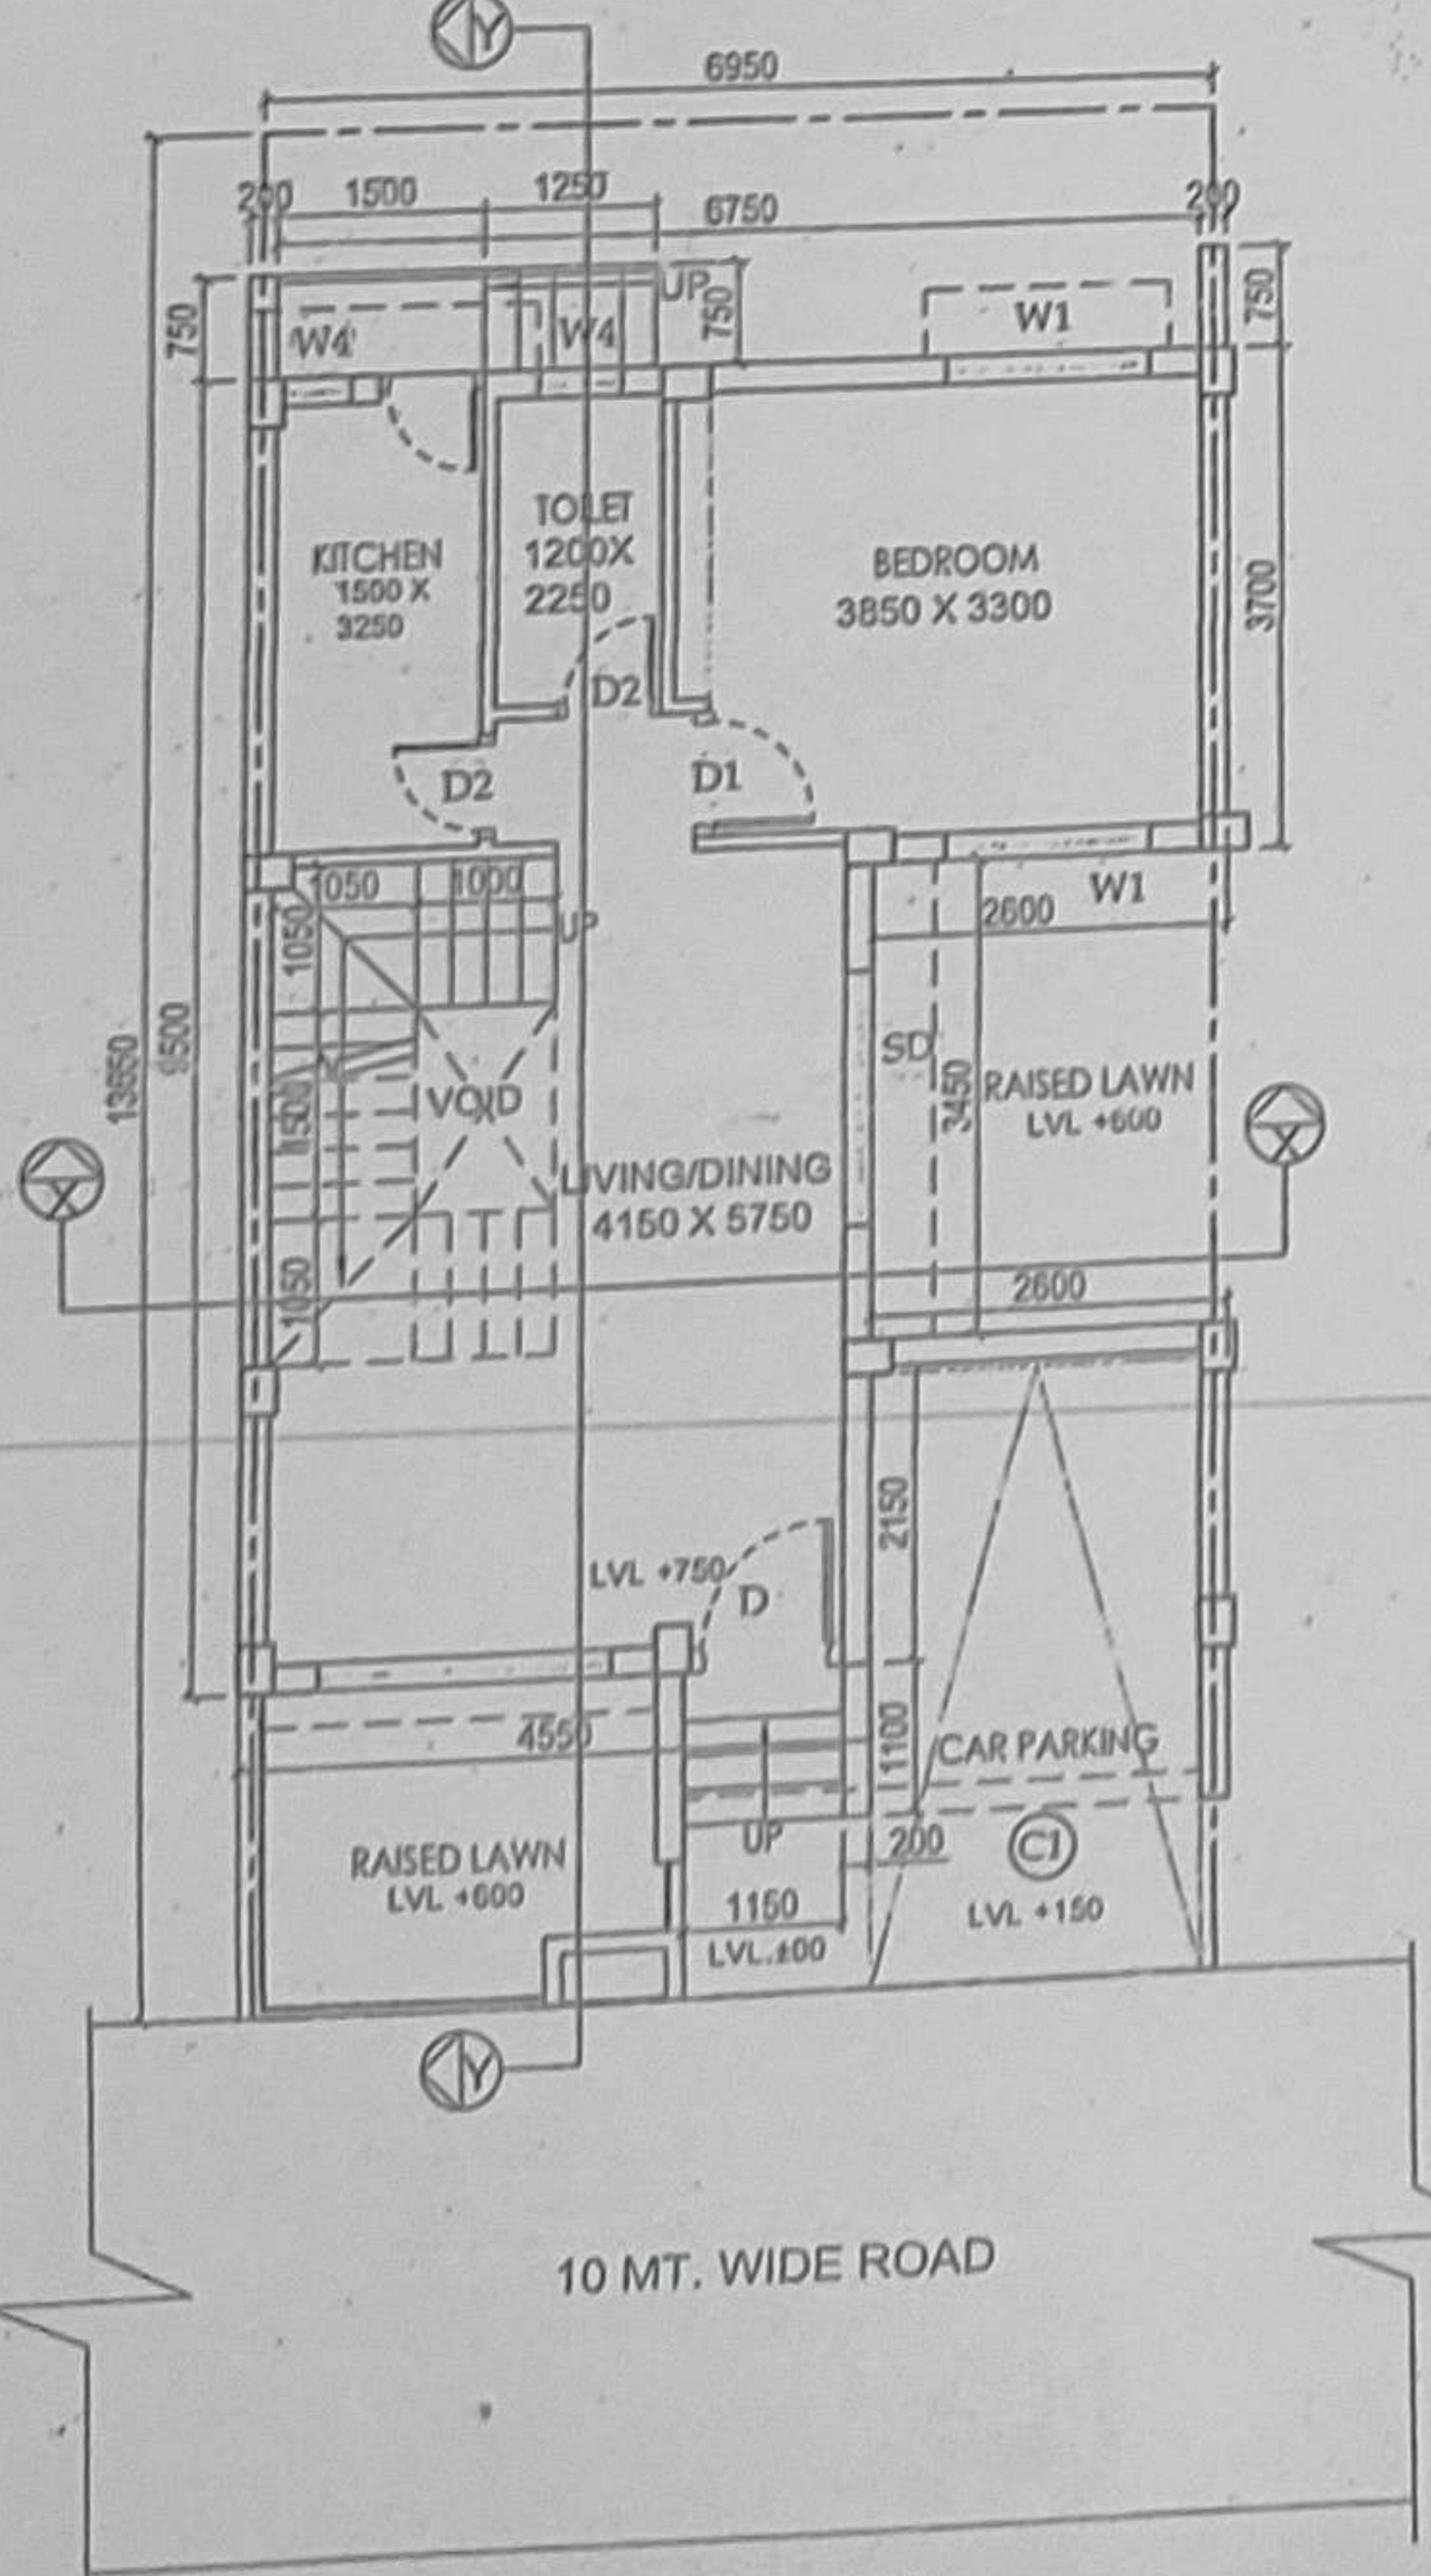 Y
6950
200
1500
1250
6750
200
750
W4
W4
UP
750
W1
750
KITCHEN
1500 X
3250
TOILET
1200X
2250
D2
BEDROOM
3850 X 3300
3700
D2
D1
1050
1000
UP
1050
W1
2600
13650
9500
1500
VOID
SD
3450
RAISED LAWN
LVL +600
X
X
LIVING/DINING
4150 X 5750
1050
2600
2150
LVL +750
D
4550
1100
CAR PARKING
UP
200
C1
RAISED LAWN
LVL +600
1150
LVL +150
LVL.±00
Y
10 MT. WIDE ROAD